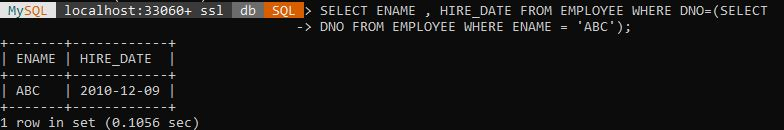 MySQL localhost:33060+ ssl db SQL > SELECT ENAME , HIRE_DATE FROM EMPLOYEE WHERE DNO=(SELECT
-> DNO FROM EMPLOYEE WHERE ENAME = 'ABC');
+-------+------------+
| ENAME | HIRE_DATE  |
+-------+------------+
| ABC   | 2010-12-09 |
+-------+------------+
1 row in set (0.1056 sec)